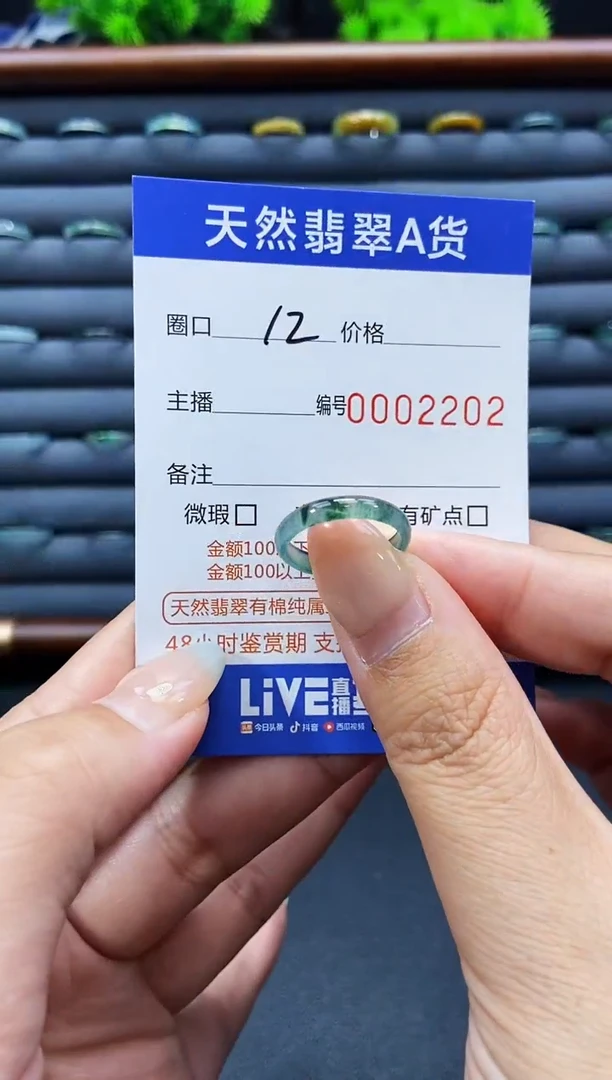 天然翡翠A货
圈口 12 价格
主播 编号0002202
备注
微瑕□ 有矿点□
金额100
金额100以上
天然翡翠有棉纯属
48小时鉴赏期 支
LiVE直播
今日头条 抖音 西瓜视频